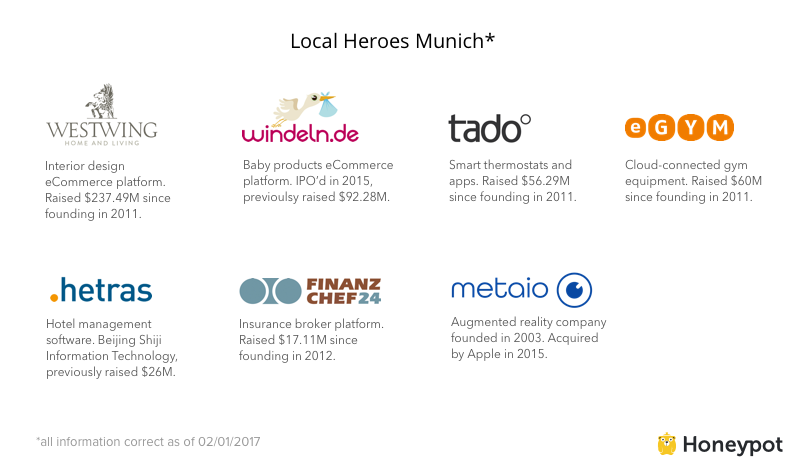 Local Heroes Munich*
WESTWING
HOME AND LIVING
Interior design
eCommerce platform.
Raised $237.49M since
founding in 2011.
windeln.de
Baby products eCommerce
platform. IPO’d in 2015,
previoulsy raised $92.28M.
tado°
Smart thermostats and
apps. Raised $56.29M
since founding in 2011.
eGYM
Cloud-connected gym
equipment. Raised $60M
since founding in 2011.
.hetras
Hotel management
software. Beijing Shiji
Information Technology,
previously raised $26M.
FINANZ
CHEF24
Insurance broker platform.
Raised $17.11M since
founding in 2012.
metaio
Augmented reality company
founded in 2003. Acquired
by Apple in 2015.
*all information correct as of 02/01/2017
Honeypot